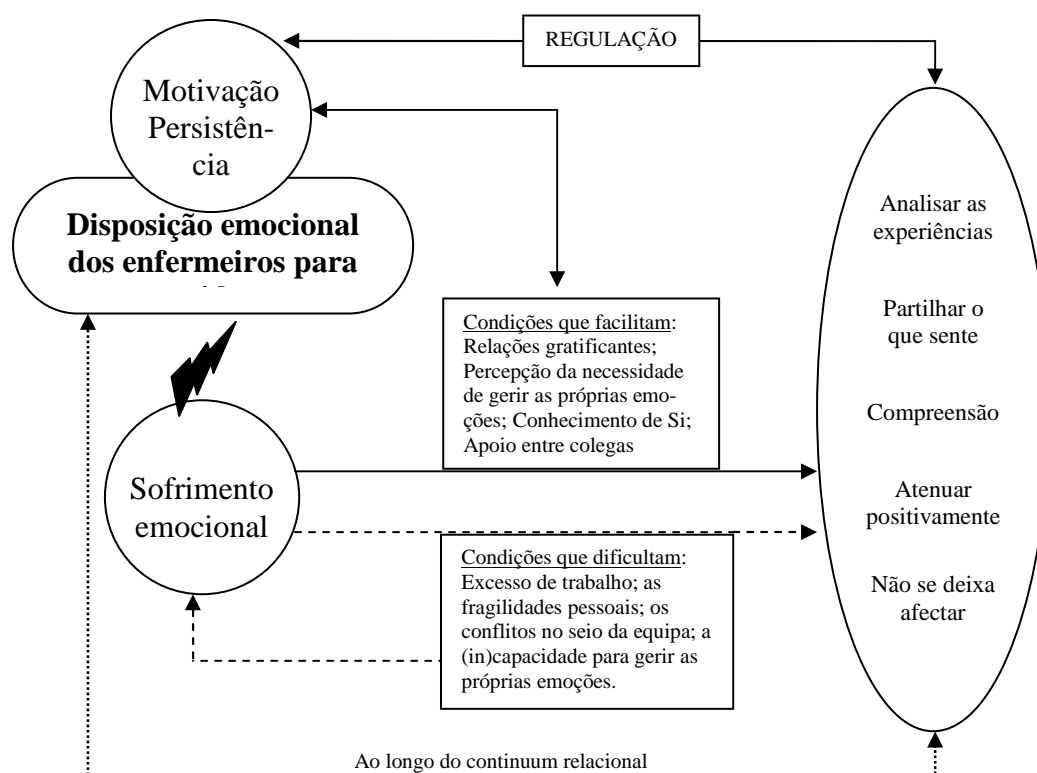 REGULAÇÃO
Motivação
Persistên-
cia
Disposição emocional
dos enfermeiros para
Condições que facilitam:
Relações gratificantes;
Percepção da necessidade
de gerir as próprias emo-
ções; Conhecimento de Si;
Apoio entre colegas
Sofrimento
emocional
Condições que dificultam:
Excesso de trabalho; as
fragilidades pessoais; os
conflitos no seio da equipa; a
(in)capacidade para gerir as
próprias emoções.
Analisar as
experiências
Partilhar o
que sente
Compreensão
Atenuar
positivamente
Não se deixa
afectar
Ao longo do continuum relacional